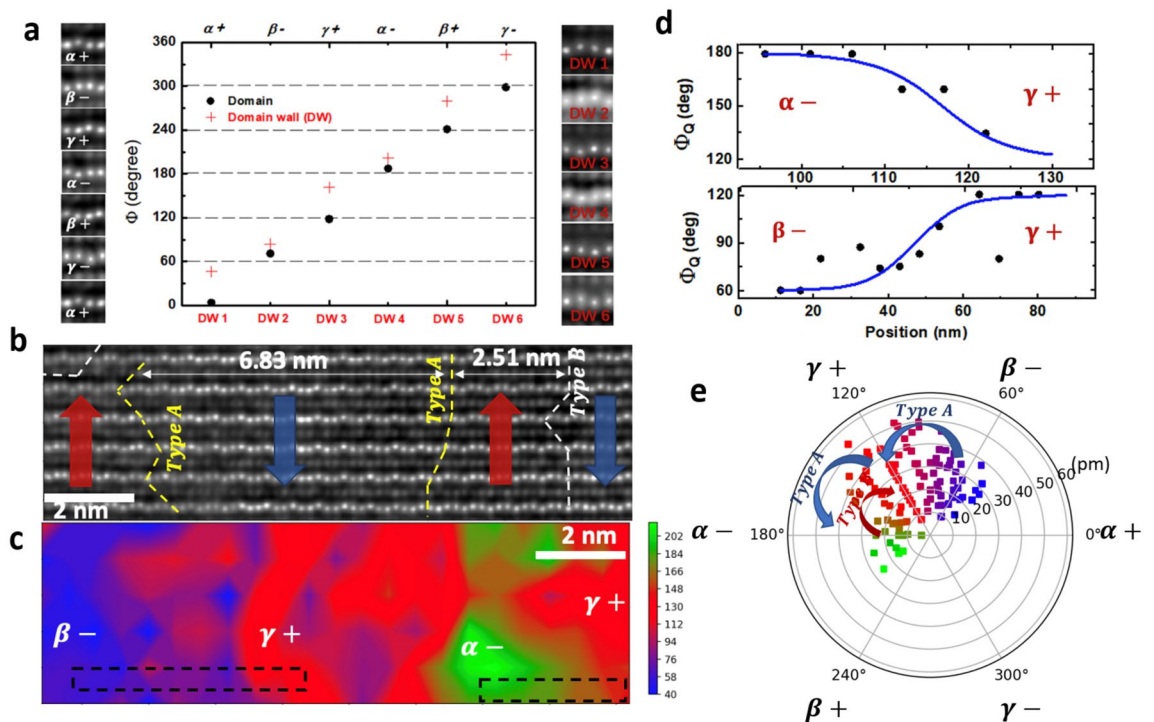 a
α+
β−
γ+
α−
β+
γ−
α+
α+ β− γ+ α− β+ γ−
360
300
240
180
120
60
0
Φ (degree)
Domain
Domain wall (DW)
DW 1 DW 2 DW 3 DW 4 DW 5 DW 6
DW 1
DW 2
DW 3
DW 4
DW 5
DW 6
d
180
150
120
Φ_Q (deg)
α−
γ+
100 110 120 130
120
100
80
60
Φ_Q (deg)
β−
γ+
0 20 40 60 80
Position (nm)
b
6.83 nm
2.51 nm
Type A
Type A
Type B
2 nm
c
2 nm
β−
γ+
α−
γ+
202
184
166
148
130
112
94
76
58
40
e
γ+
β−
120°
60°
Type A
Type A
(pm)
60
50
40
30
20
10
α− 180°
0° α+
240°
300°
β+
γ−